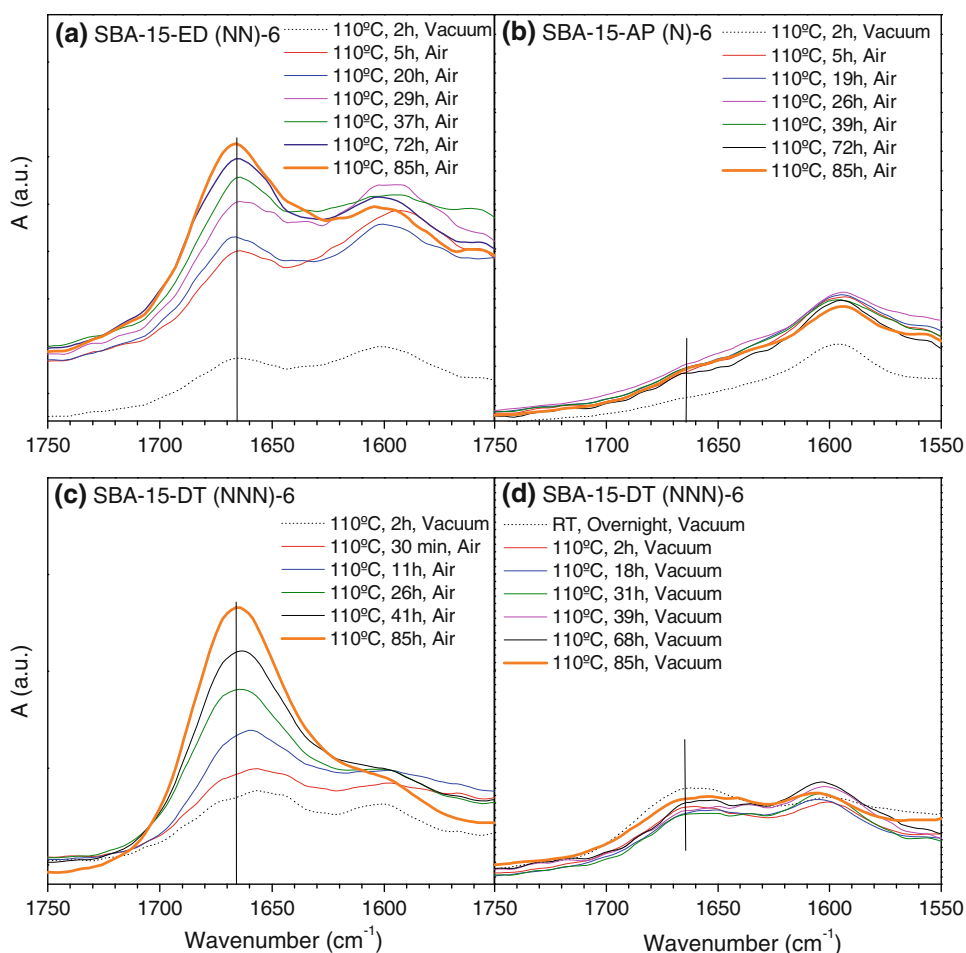 (a) SBA-15-ED (NN)-6
110ºC, 2h, Vacuum
110ºC, 5h, Air
110ºC, 20h, Air
110ºC, 29h, Air
110ºC, 37h, Air
110ºC, 72h, Air
110ºC, 85h, Air
A (a.u.)
1750 1700 1650 1600 1750
(b) SBA-15-AP (N)-6
110ºC, 2h, Vacuum
110ºC, 5h, Air
110ºC, 19h, Air
110ºC, 26h, Air
110ºC, 39h, Air
110ºC, 72h, Air
110ºC, 85h, Air
1700 1650 1600 1550
(c) SBA-15-DT (NNN)-6
110ºC, 2h, Vacuum
110ºC, 30 min, Air
110ºC, 11h, Air
110ºC, 26h, Air
110ºC, 41h, Air
110ºC, 85h, Air
A (a.u.)
1750 1700 1650 1600 1750
Wavenumber (cm-1)
(d) SBA-15-DT (NNN)-6
RT, Overnight, Vacuum
110ºC, 2h, Vacuum
110ºC, 18h, Vacuum
110ºC, 31h, Vacuum
110ºC, 39h, Vacuum
110ºC, 68h, Vacuum
110ºC, 85h, Vacuum
1700 1650 1600 1550
Wavenumber (cm-1)